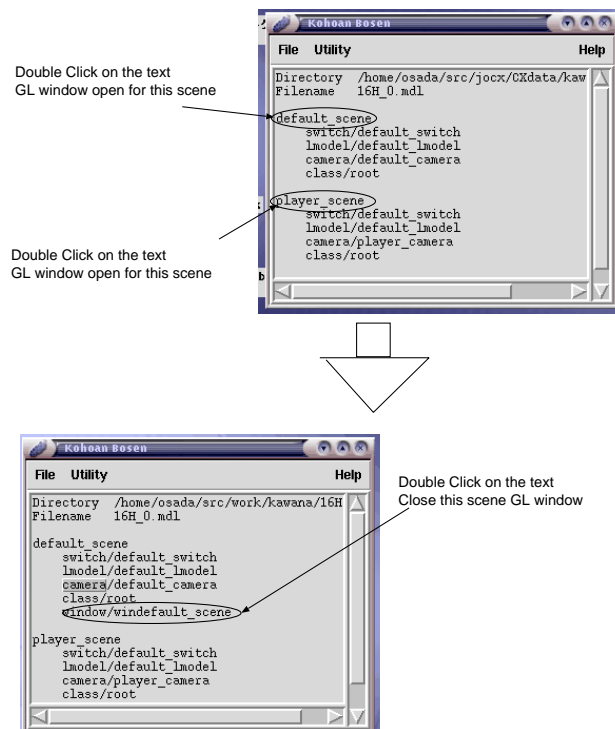 Kohoan Bosen
File Utility Help
Double Click on the text
GL window open for this scene
Directory /home/osada/src/jocx/CXdata/kaw
Filename 16H_0.mdl
default_scene
switch/default_switch
lmodel/default_lmodel
camera/default_camera
class/root
player_scene
switch/default_switch
lmodel/default_lmodel
camera/player_camera
class/root
Double Click on the text
GL window open for this scene
b
Kohoan Bosen
File Utility Help
Directory /home/osada/src/work/kawana/16H
Filename 16H_0.mdl
default_scene
switch/default_switch
lmodel/default_lmodel
camera/default_camera
class/root
window/windefault_scene
player_scene
switch/default_switch
lmodel/default_lmodel
camera/player_camera
class/root
Double Click on the text
Close this scene GL window